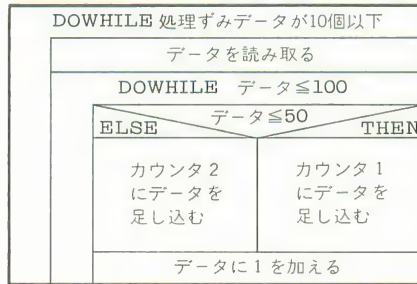 DOWHILE 処理ずみデータが10個以下
データを読み取る
DOWHILE データ≦100
データ≦50
ELSE
THEN
カウンタ2
にデータを
足し込む
カウンタ1
にデータを
足し込む
データに1を加える